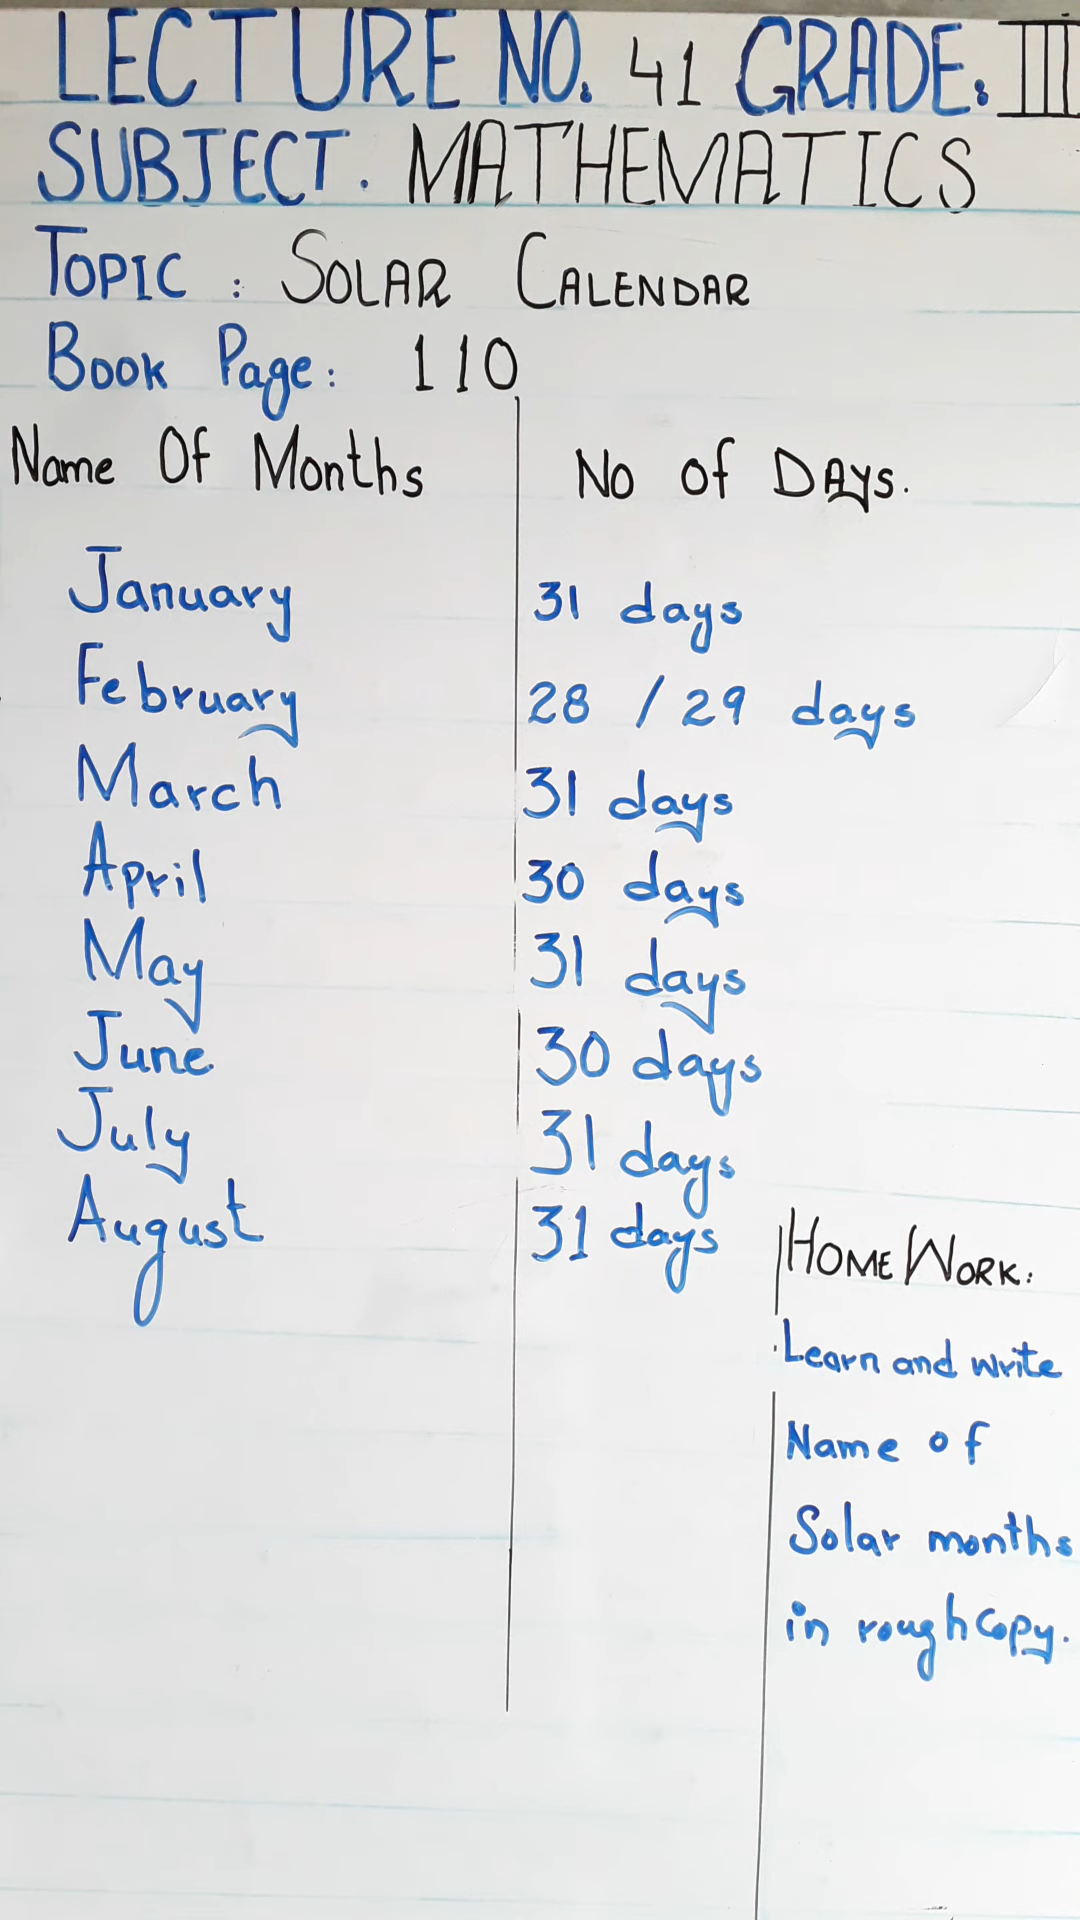 LECTURE NO. 41 GRADE: III
SUBJECT. MATHEMATICS
TOPIC : SOLAR CALENDAR
BOOK Page: 110
Name Of Months No of DAYS.
January 31 days
February 28 / 29 days
March 31 days
April 30 days
May 31 days
June 30 days
July 31 days
August 31 days
HOME WORK:
Learn and write
Name of
Solar months
in rough copy.